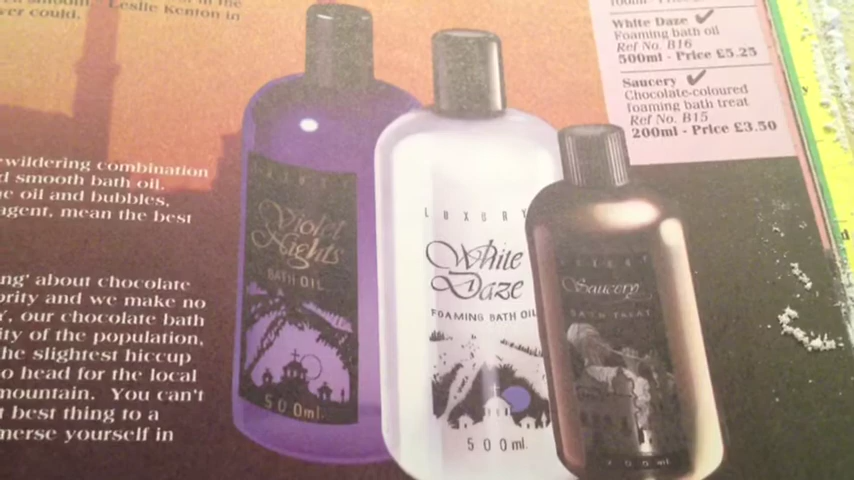 Leslie Kenton in
ver could.
wildering combination
d smooth bath oil.
e oil and bubbles,
agent, mean the best
ng' about chocolate
ority and we make no
, our chocolate bath
ity of the population,
he slightest hiccup
o head for the local
mountain. You can't
t best thing to a
merse yourself in
LUXURY
Violet
Nights
BATH OIL
500ml.
LUXURY
White
Daze
FOAMING BATH OIL
500ml.
LUXURY
Saucery
BATH TREAT
200ml
White Daze ✓
Foaming bath oil
Ref No. B16
500ml - Price £5.25
Saucery ✓
Chocolate-coloured
foaming bath treat
Ref No. B15
200ml - Price £3.50